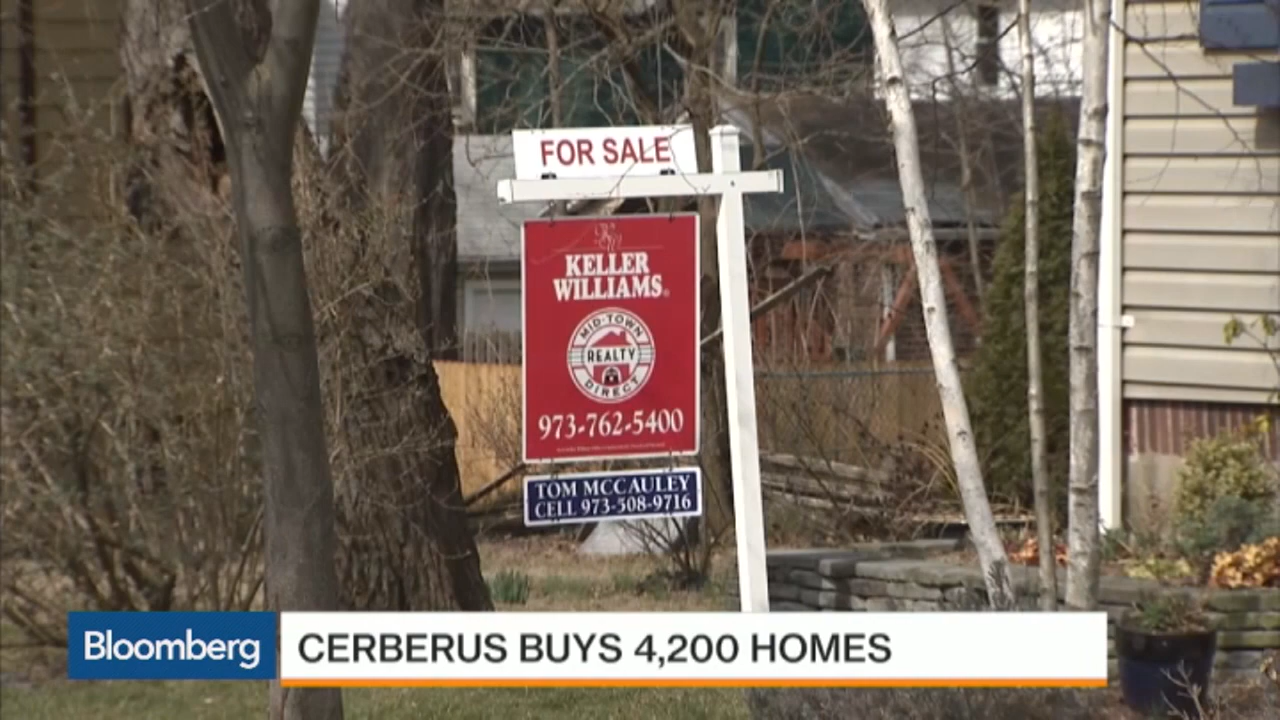 FOR SALE
KELLER
WILLIAMS®
MID-TOWN
REALTY
DIRECT
973-762-5400
TOM MCCAULEY
CELL 973-508-9716
Bloomberg
CERBERUS BUYS 4,200 HOMES